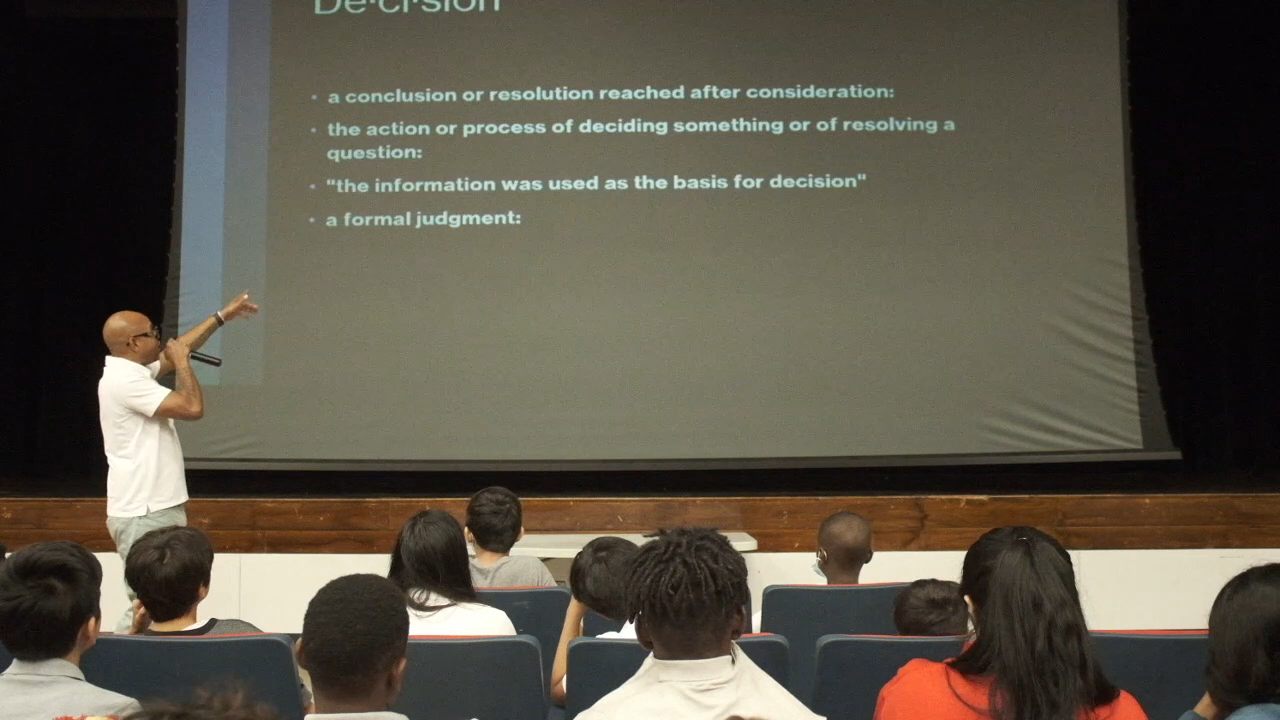 De·ci·sion
• a conclusion or resolution reached after consideration:
• the action or process of deciding something or of resolving a
question:
• "the information was used as the basis for decision"
• a formal judgment: